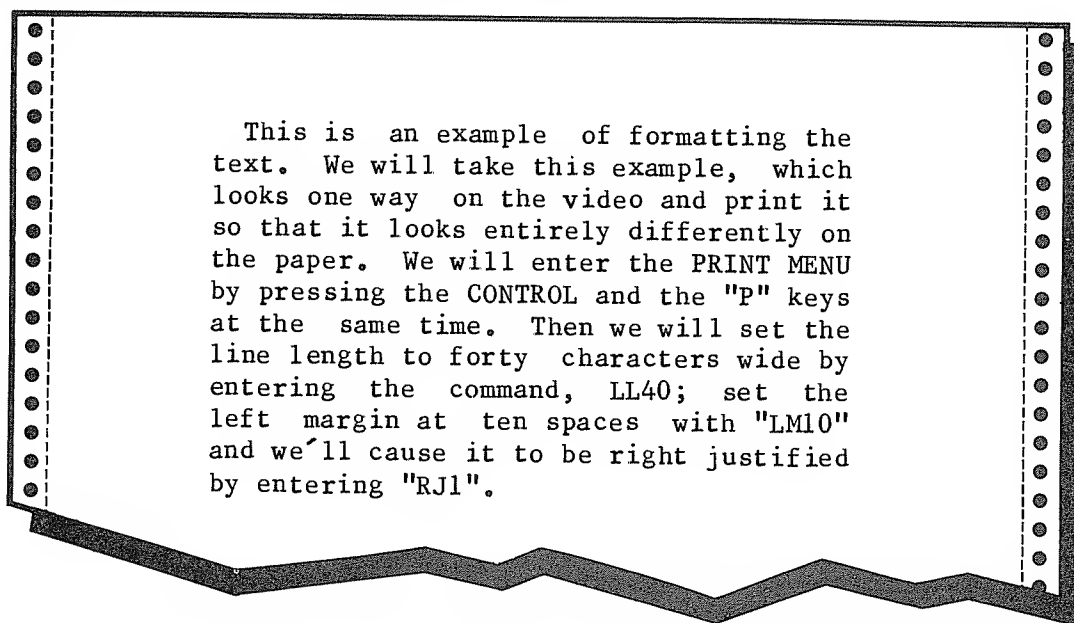 This is  an example  of formatting the
text.  We will take this example,  which
looks one way  on the video and print it
so that it looks entirely differently on
the paper.  We will enter the PRINT MENU
by pressing the CONTROL and the "P" keys
at the  same time.  Then we will set the
line length to forty  characters wide by
entering  the  command,  LL40;  set  the
left  margin at  ten spaces  with "LM10"
and we´ll cause it to be right justified
by entering "RJ1".